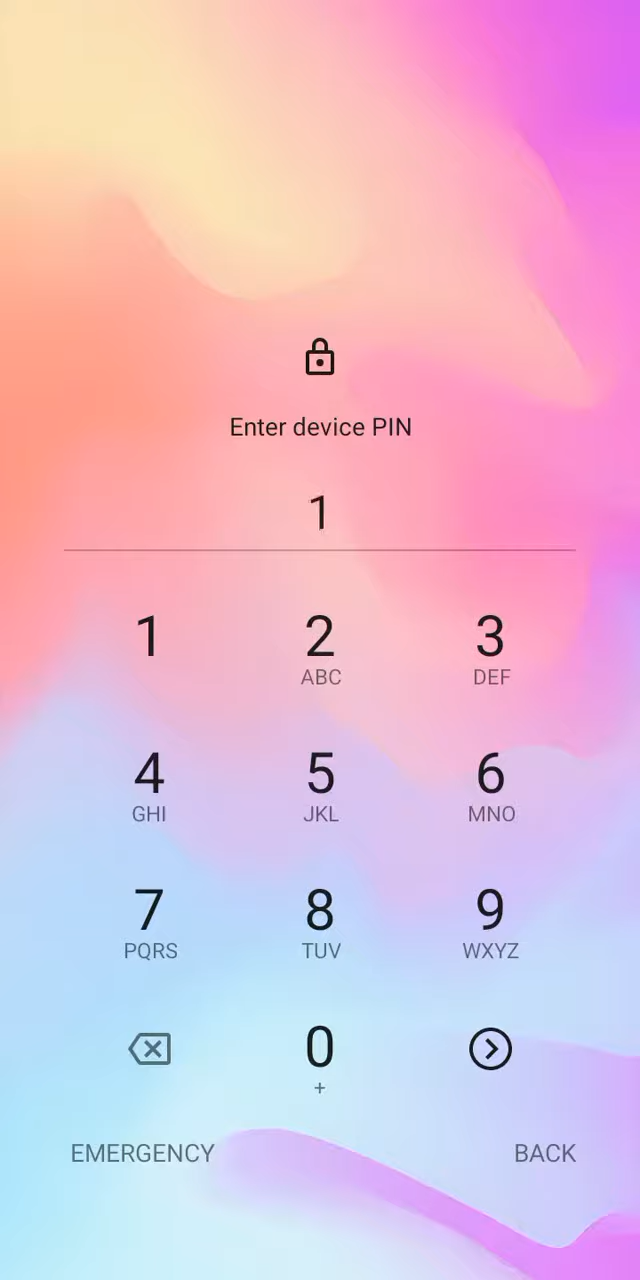 Enter device PIN
1
1 2 3
ABC DEF
4 5 6
GHI JKL MNO
7 8 9
PQRS TUV WXYZ
0
+
EMERGENCY BACK